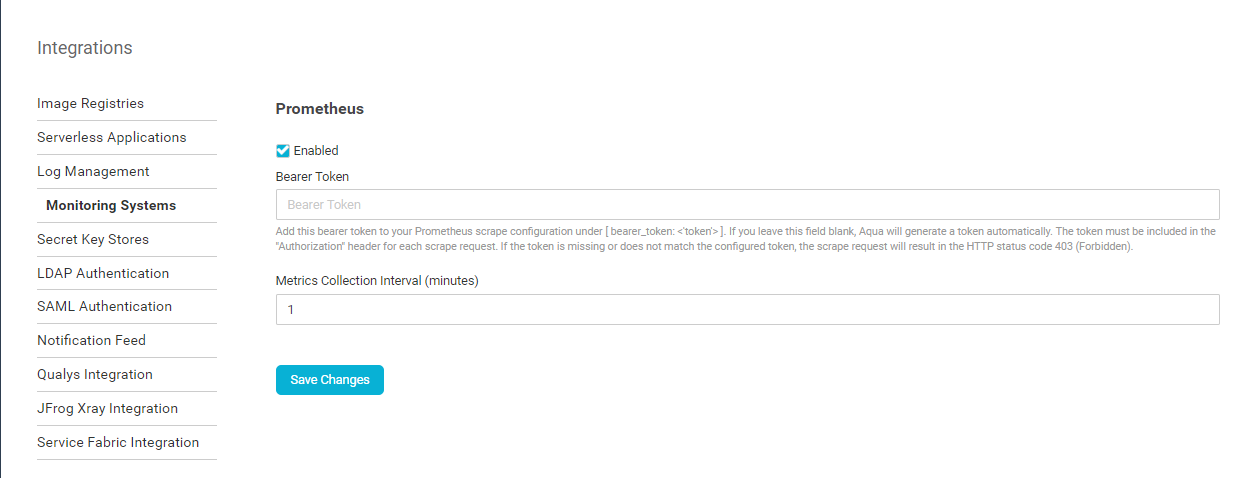 Integrations
Image Registries
Serverless Applications
Log Management
Monitoring Systems
Secret Key Stores
LDAP Authentication
SAML Authentication
Notification Feed
Qualys Integration
JFrog Xray Integration
Service Fabric Integration
Prometheus
Enabled
Bearer Token
Bearer Token
Add this bearer token to your Prometheus scrape configuration under [ bearer_token: <'token'> ]. If you leave this field blank, Aqua will generate a token automatically. The token must be included in the
"Authorization" header for each scrape request. If the token is missing or does not match the configured token, the scrape request will result in the HTTP status code 403 (Forbidden).
Metrics Collection Interval (minutes)
1
Save Changes